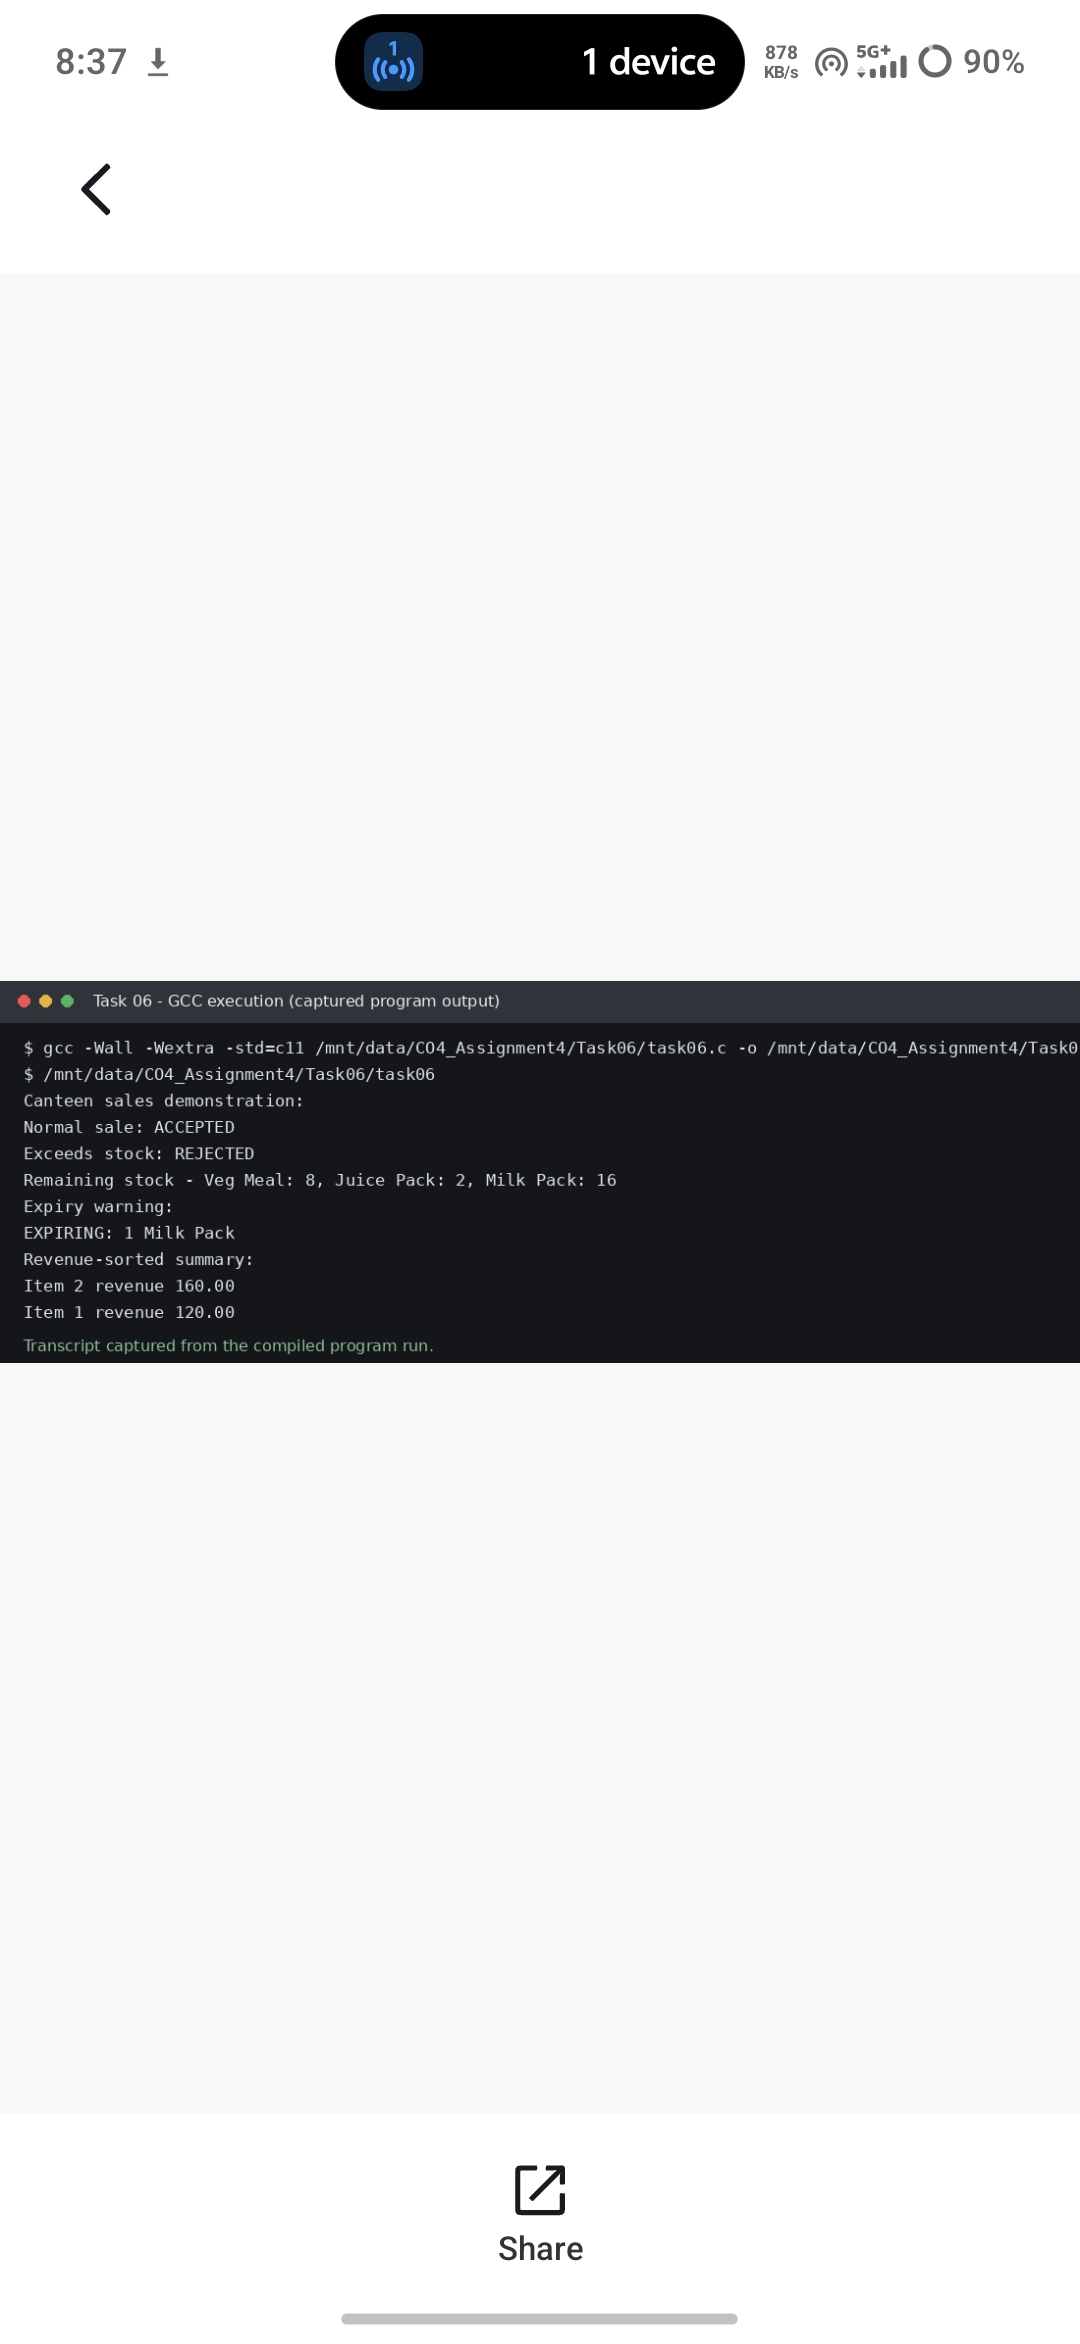 8:37
1
1 device
878
KB/s
5G+
90%
Task 06 - GCC execution (captured program output)
$ gcc -Wall -Wextra -std=c11 /mnt/data/CO4_Assignment4/Task06/task06.c -o /mnt/data/CO4_Assignment4/Task0
$ /mnt/data/CO4_Assignment4/Task06/task06
Canteen sales demonstration:
Normal sale: ACCEPTED
Exceeds stock: REJECTED
Remaining stock - Veg Meal: 8, Juice Pack: 2, Milk Pack: 16
Expiry warning:
EXPIRING: 1 Milk Pack
Revenue-sorted summary:
Item 2 revenue 160.00
Item 1 revenue 120.00
Transcript captured from the compiled program run.
Share